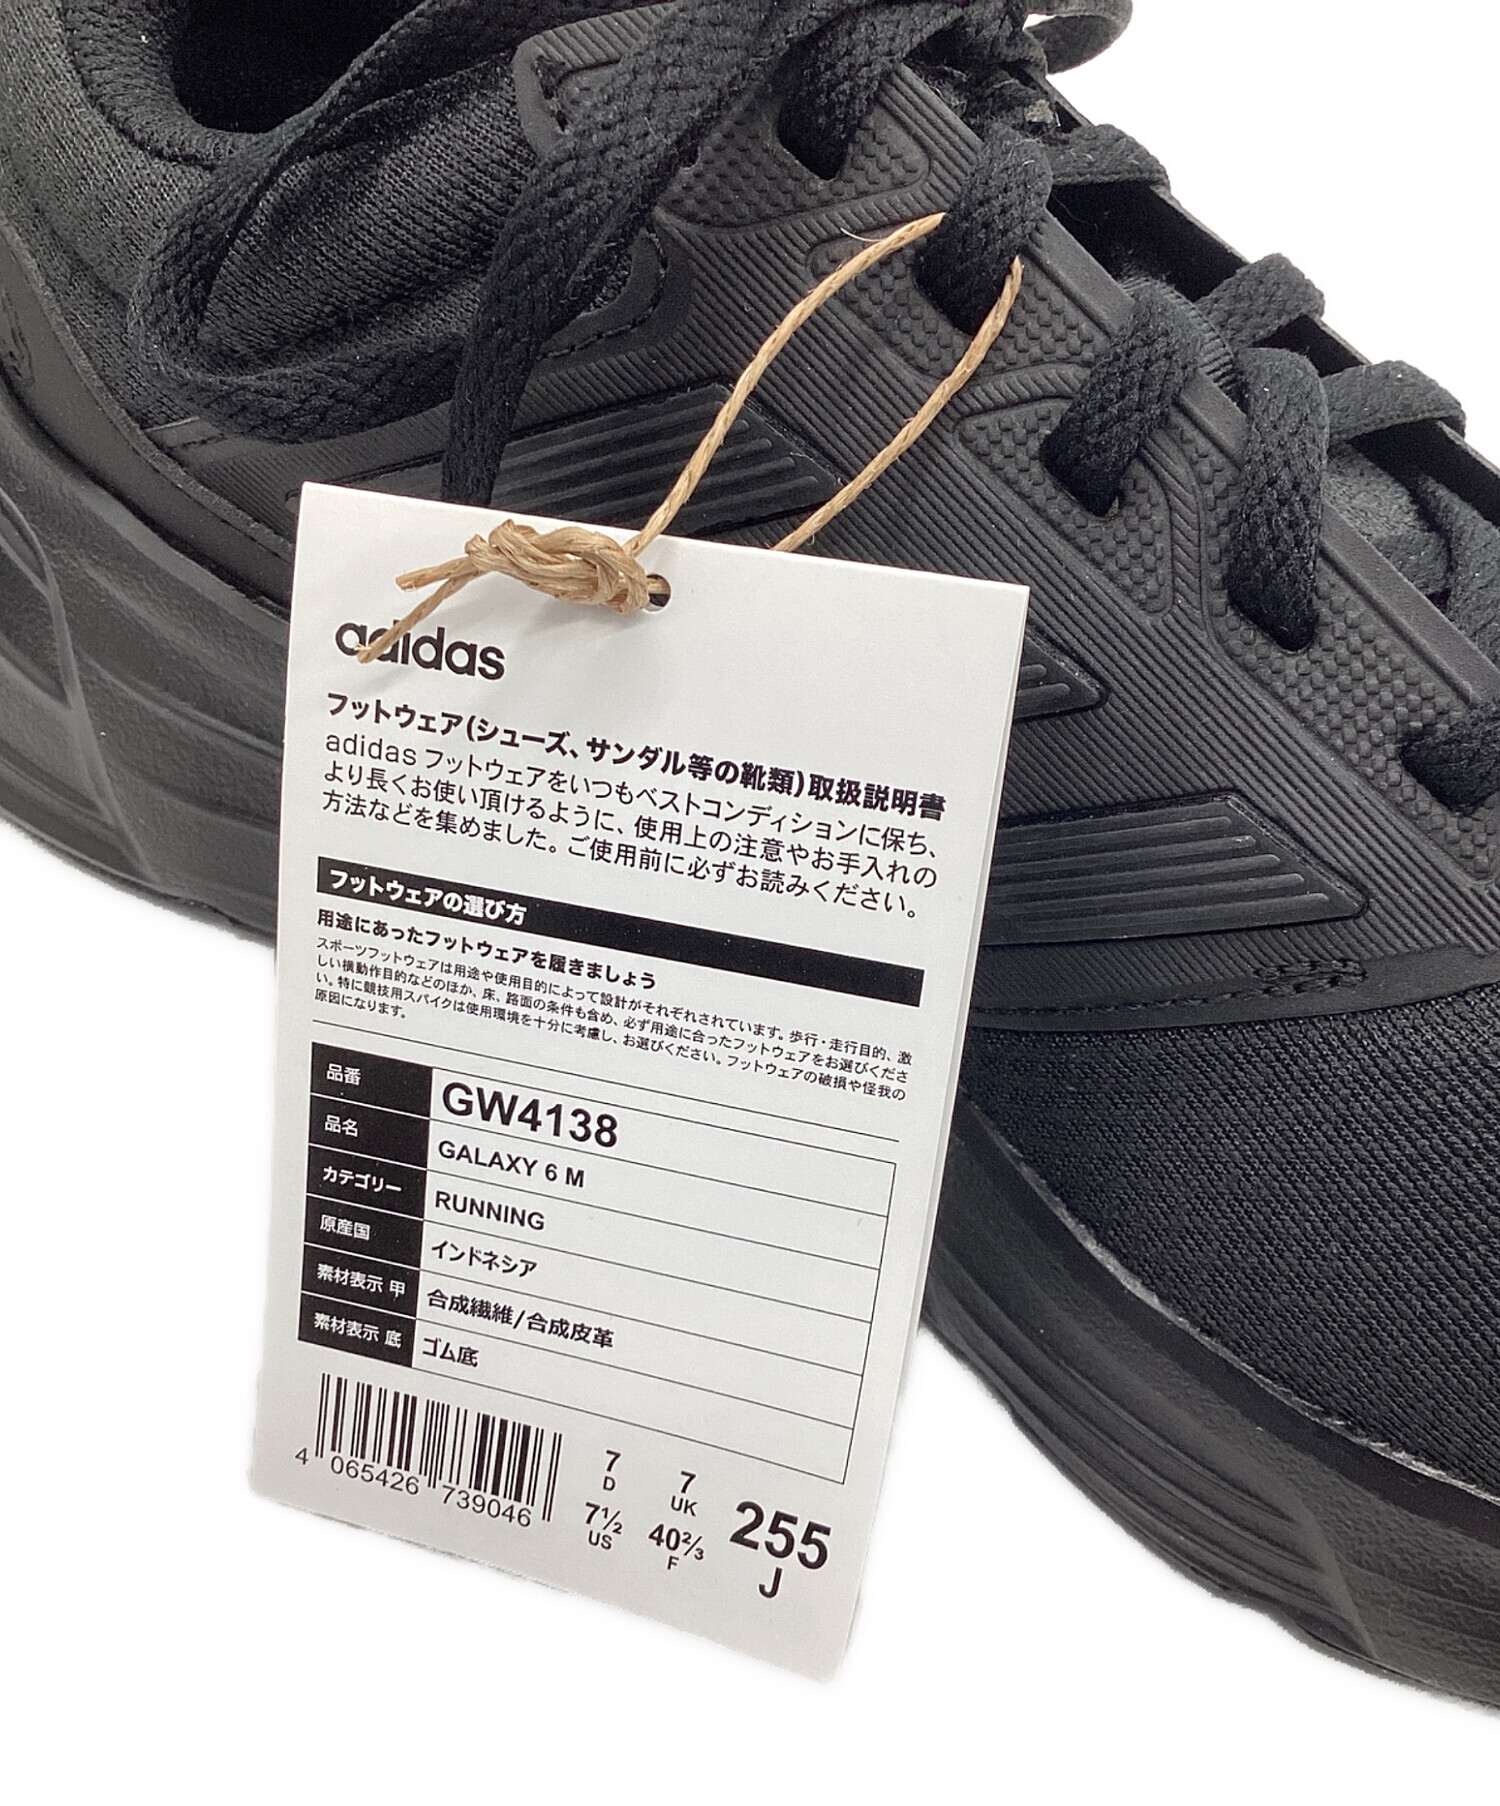 adidas
フットウェア(シューズ、サンダル等の靴類)取扱説明書
adidas フットウェアをいつもベストコンディションに保ち、
より長くお使い頂けるように、使用上の注意やお手入れの
方法などを集めました。ご使用前に必ずお読みください。
フットウェアの選び方
用途にあったフットウェアを履きましょう
スポーツフットウェアは用途や使用目的によって設計がそれぞれされています。歩行・走行目的、激
しい横動作目的などのほか、床、路面の条件も含め、必ず用途に合ったフットウェアをお選びくださ
い。特に競技用スパイクは使用環境を十分に考慮し、お選びください。フットウェアの破損や怪我の
原因になります。
品番 GW4138
品名 GALAXY 6 M
カテゴリー RUNNING
原産国 インドネシア
素材表示 甲 合成繊維/合成皮革
素材表示 底 ゴム底
4 065426 739046
7 D
7 UK
7½ US
40⅔ F
255 J